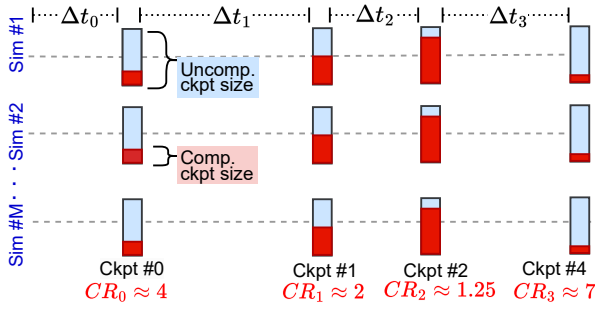 Δt₀ Δt₁ Δt₂ Δt₃
Sim #1
Uncomp.
ckpt size
Sim #2
Comp.
ckpt size
. . .
Sim #M
Ckpt #0 Ckpt #1 Ckpt #2 Ckpt #4
CR₀ ≈ 4 CR₁ ≈ 2 CR₂ ≈ 1.25 CR₃ ≈ 7